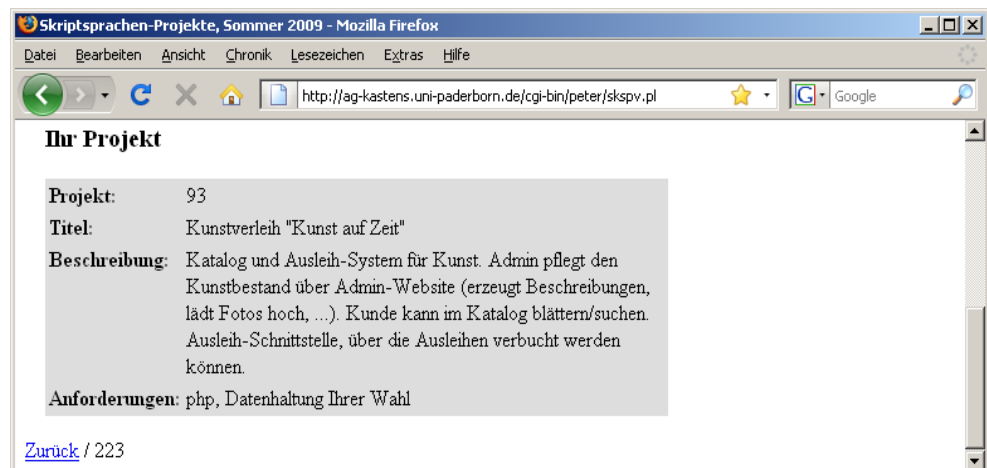 Skriptsprachen-Projekte, Sommer 2009 - Mozilla Firefox
Datei Bearbeiten Ansicht Chronik Lesezeichen Extras Hilfe
http://ag-kastens.uni-paderborn.de/cgi-bin/peter/skspv.pl
G Google
Ihr Projekt
Projekt: 93
Titel: Kunstverleih "Kunst auf Zeit"
Beschreibung: Katalog und Ausleih-System für Kunst. Admin pflegt den
Kunstbestand über Admin-Website (erzeugt Beschreibungen,
lädt Fotos hoch, ...). Kunde kann im Katalog blättern/suchen.
Ausleih-Schnittstelle, über die Ausleihen verbucht werden
können.
Anforderungen: php, Datenhaltung Ihrer Wahl
Zurück / 223